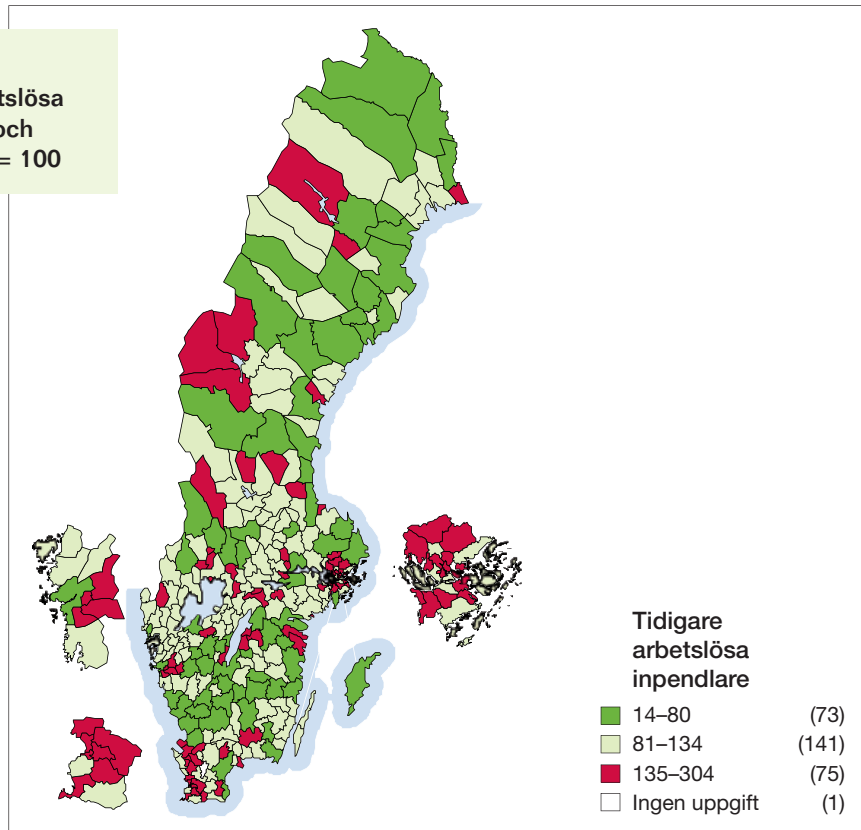 tslösa
och
= 100
Tidigare
arbetslösa
inpendlare
14–80 (73)
81–134 (141)
135–304 (75)
Ingen uppgift (1)